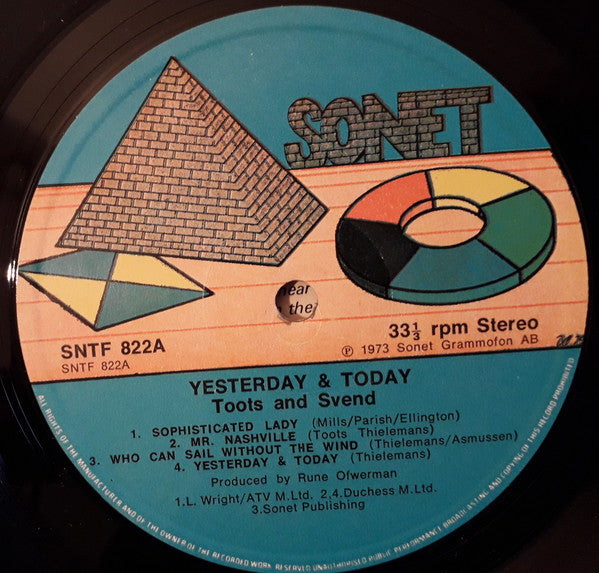 SONET
near
the
SNTF 822A
SNTF 822A
33⅓ rpm Stereo
℗ 1973 Sonet Grammofon AB
YESTERDAY & TODAY
Toots and Svend
1. SOPHISTICATED LADY (Mills/Parish/Ellington)
2. MR. NASHVILLE (Toots Thielemans)
3. WHO CAN SAIL WITHOUT THE WIND (Thielemans/Asmussen)
4. YESTERDAY & TODAY (Thielemans)
Produced by Rune Ofwerman
1.L. Wright/ATV M.Ltd. 2,4.Duchess M.Ltd.
3.Sonet Publishing
ALL RIGHTS OF THE MANUFACTURER AND OF THE OWNER OF THE RECORDED WORK RESERVED UNAUTHORISED PUBLIC PERFORMANCE BROADCASTING AND COPYING OF THIS RECORD PROHIBITED